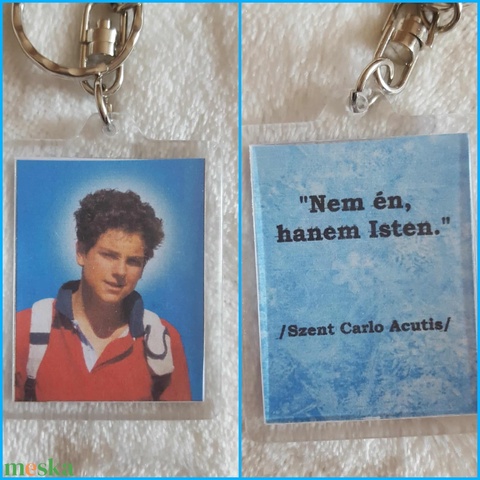 "Nem én,
hanem Isten."
/Szent Carlo Acutis/
meska